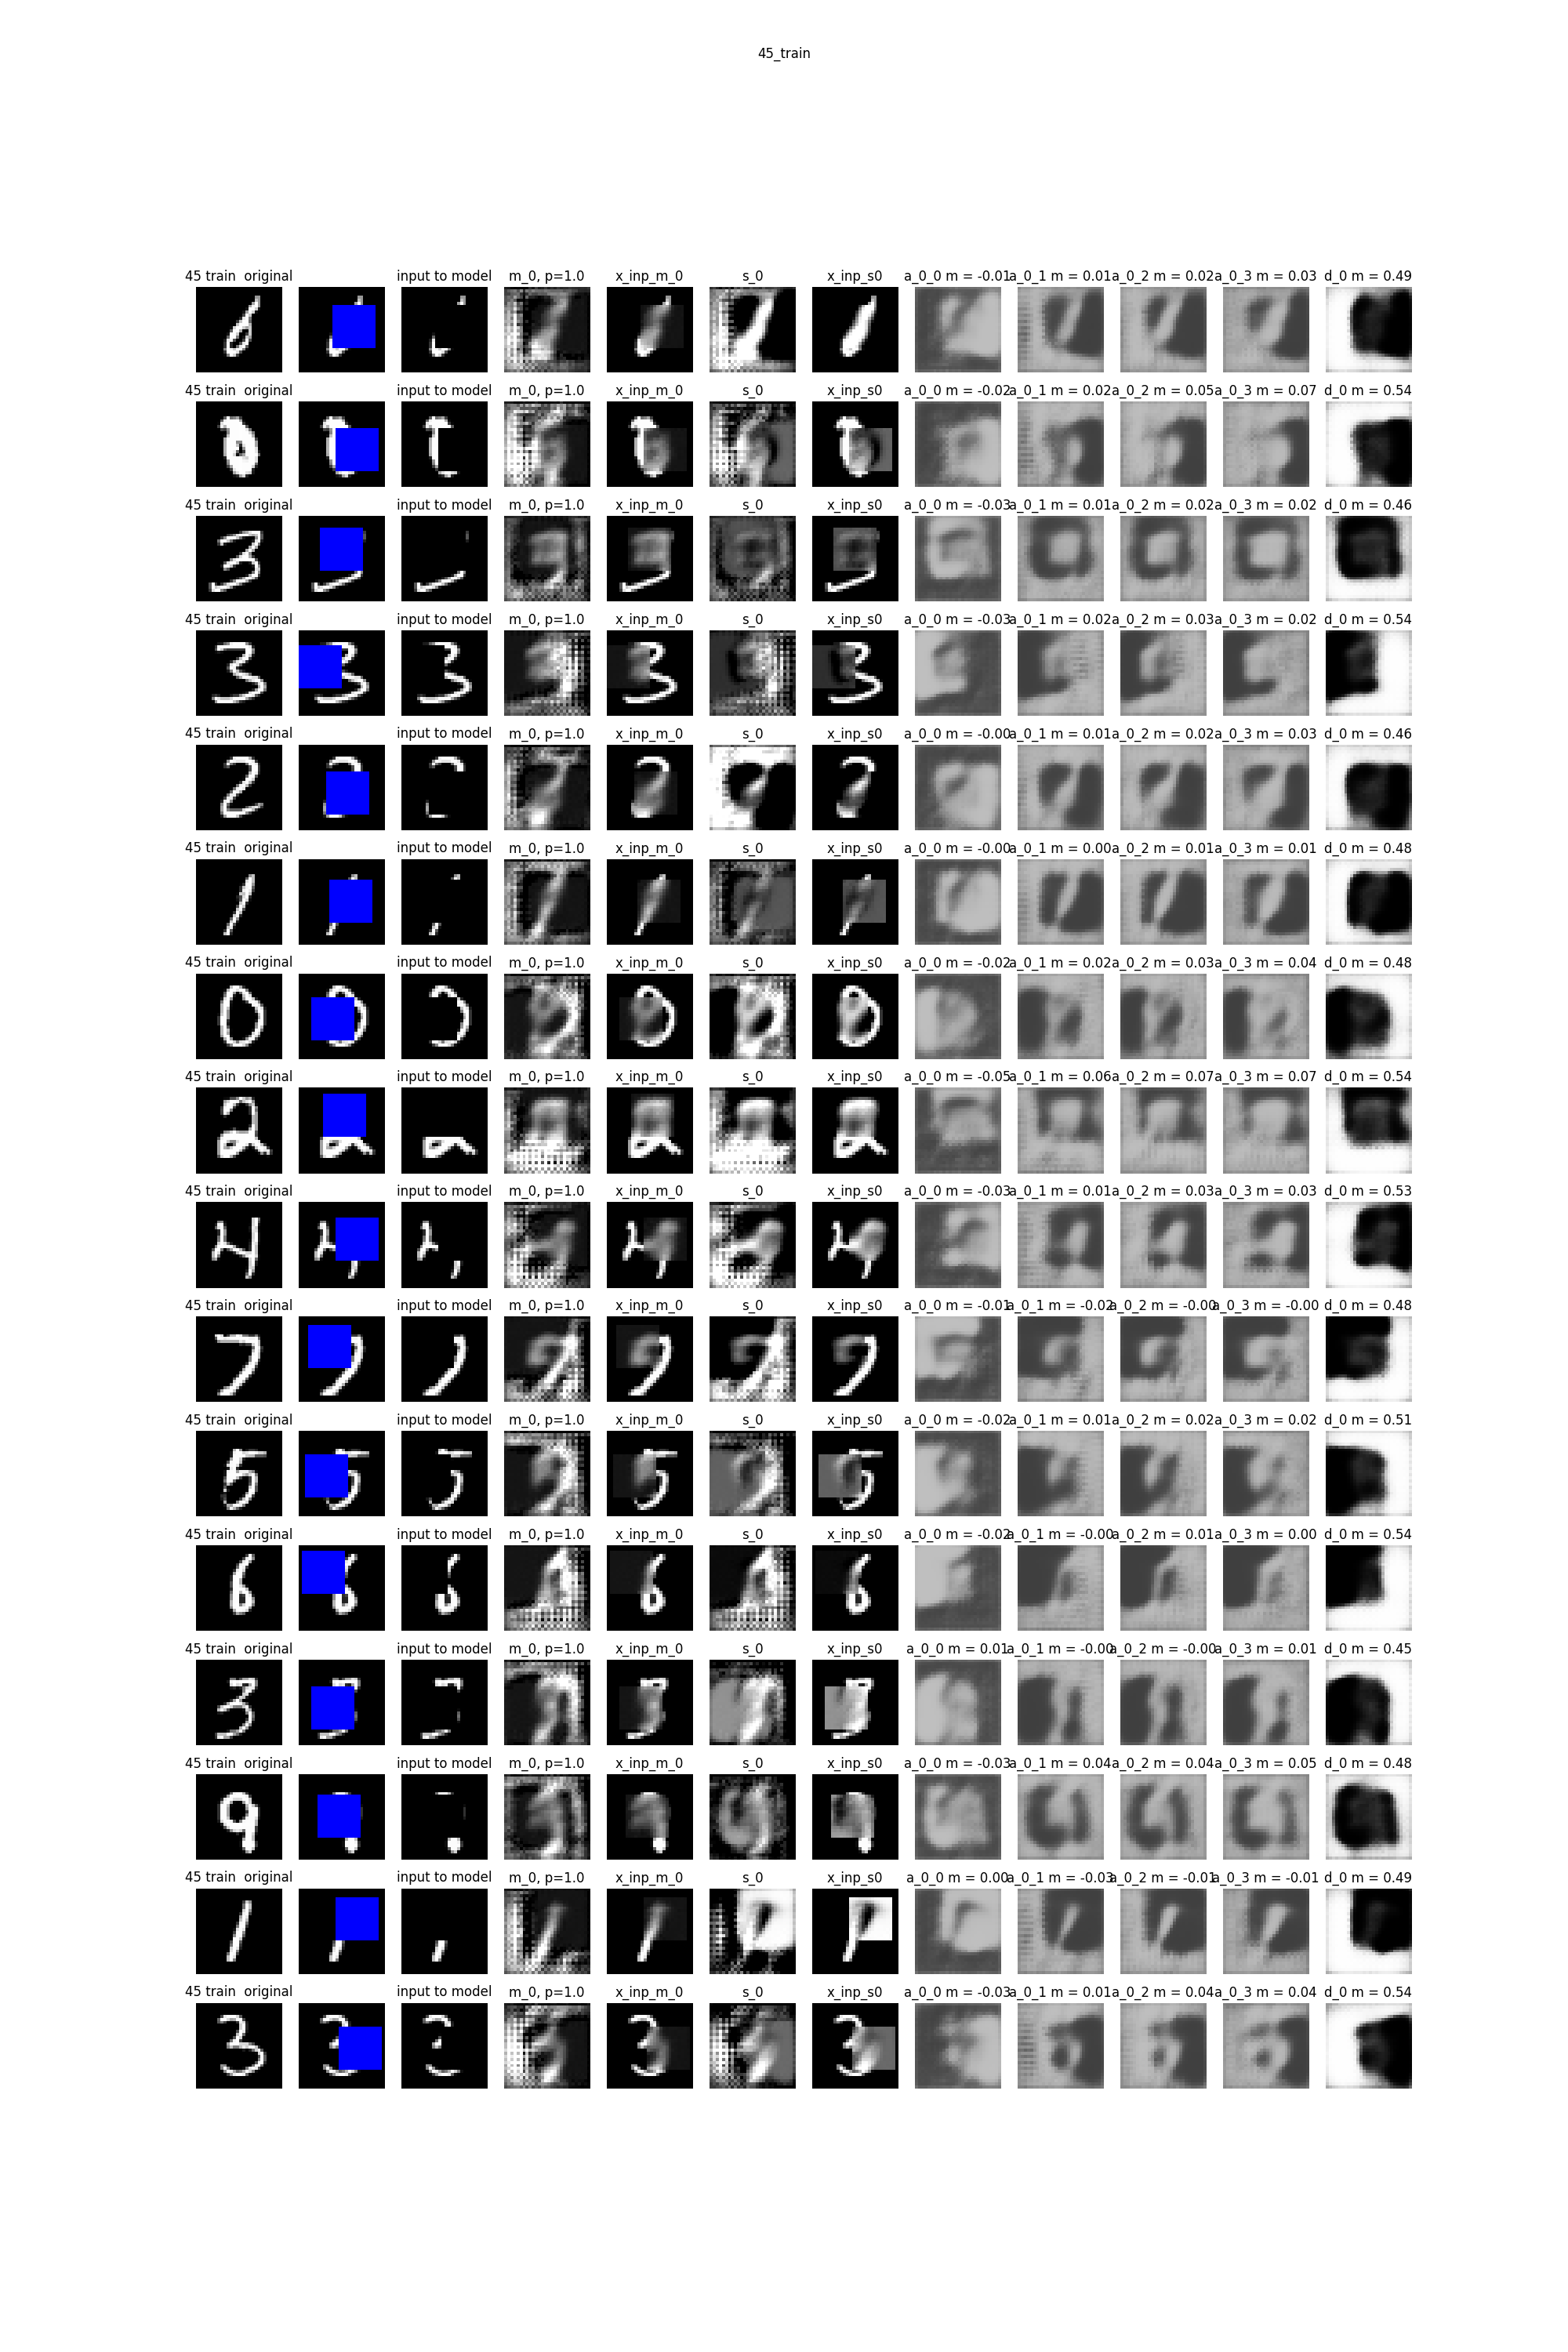 45_train
45 train  original input to model m_0, p=1.0 x_inp_m_0 s_0 x_inp_s0 a_0_0 m = -0.01 a_0_1 m = 0.01 a_0_2 m = 0.02 a_0_3 m = 0.03 d_0 m = 0.49
45 train  original input to model m_0, p=1.0 x_inp_m_0 s_0 x_inp_s0 a_0_0 m = -0.02 a_0_1 m = 0.02 a_0_2 m = 0.05 a_0_3 m = 0.07 d_0 m = 0.54
45 train  original input to model m_0, p=1.0 x_inp_m_0 s_0 x_inp_s0 a_0_0 m = -0.03 a_0_1 m = 0.01 a_0_2 m = 0.02 a_0_3 m = 0.02 d_0 m = 0.46
45 train  original input to model m_0, p=1.0 x_inp_m_0 s_0 x_inp_s0 a_0_0 m = -0.03 a_0_1 m = 0.02 a_0_2 m = 0.03 a_0_3 m = 0.02 d_0 m = 0.54
45 train  original input to model m_0, p=1.0 x_inp_m_0 s_0 x_inp_s0 a_0_0 m = -0.00 a_0_1 m = 0.01 a_0_2 m = 0.02 a_0_3 m = 0.03 d_0 m = 0.46
45 train  original input to model m_0, p=1.0 x_inp_m_0 s_0 x_inp_s0 a_0_0 m = -0.00 a_0_1 m = 0.00 a_0_2 m = 0.01 a_0_3 m = 0.01 d_0 m = 0.48
45 train  original input to model m_0, p=1.0 x_inp_m_0 s_0 x_inp_s0 a_0_0 m = -0.02 a_0_1 m = 0.02 a_0_2 m = 0.03 a_0_3 m = 0.04 d_0 m = 0.48
45 train  original input to model m_0, p=1.0 x_inp_m_0 s_0 x_inp_s0 a_0_0 m = -0.05 a_0_1 m = 0.06 a_0_2 m = 0.07 a_0_3 m = 0.07 d_0 m = 0.54
45 train  original input to model m_0, p=1.0 x_inp_m_0 s_0 x_inp_s0 a_0_0 m = -0.03 a_0_1 m = 0.01 a_0_2 m = 0.03 a_0_3 m = 0.03 d_0 m = 0.53
45 train  original input to model m_0, p=1.0 x_inp_m_0 s_0 x_inp_s0 a_0_0 m = -0.01 a_0_1 m = -0.02 a_0_2 m = -0.00 a_0_3 m = -0.00 d_0 m = 0.48
45 train  original input to model m_0, p=1.0 x_inp_m_0 s_0 x_inp_s0 a_0_0 m = -0.02 a_0_1 m = 0.01 a_0_2 m = 0.02 a_0_3 m = 0.02 d_0 m = 0.51
45 train  original input to model m_0, p=1.0 x_inp_m_0 s_0 x_inp_s0 a_0_0 m = -0.02 a_0_1 m = -0.00 a_0_2 m = 0.01 a_0_3 m = 0.00 d_0 m = 0.54
45 train  original input to model m_0, p=1.0 x_inp_m_0 s_0 x_inp_s0 a_0_0 m = 0.01 a_0_1 m = -0.00 a_0_2 m = -0.00 a_0_3 m = 0.01 d_0 m = 0.45
45 train  original input to model m_0, p=1.0 x_inp_m_0 s_0 x_inp_s0 a_0_0 m = -0.03 a_0_1 m = 0.04 a_0_2 m = 0.04 a_0_3 m = 0.05 d_0 m = 0.48
45 train  original input to model m_0, p=1.0 x_inp_m_0 s_0 x_inp_s0 a_0_0 m = 0.00 a_0_1 m = -0.03 a_0_2 m = -0.01 a_0_3 m = -0.01 d_0 m = 0.49
45 train  original input to model m_0, p=1.0 x_inp_m_0 s_0 x_inp_s0 a_0_0 m = -0.03 a_0_1 m = 0.01 a_0_2 m = 0.04 a_0_3 m = 0.04 d_0 m = 0.54